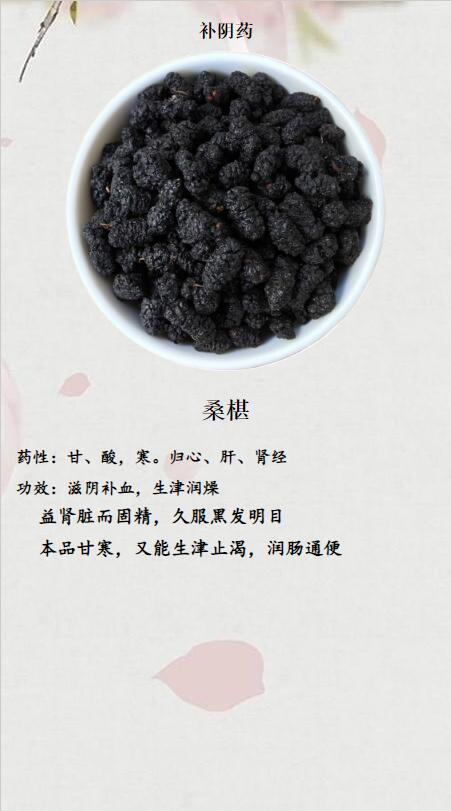 补阴药
桑椹
药性：甘、酸，寒。归心、肝、肾经
功效：滋阴补血，生津润燥
益肾脏而固精，久服黑发明目
本品甘寒，又能生津止渴，润肠通便